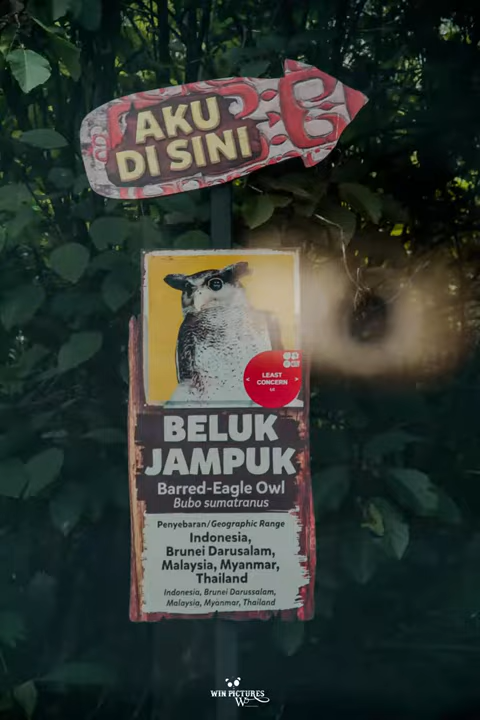 AKU
DI SINI
LEAST
CONCERN
LC
BELUK
JAMPUK
Barred-Eagle Owl
Bubo sumatranus
Penyebaran/Geographic Range
Indonesia,
Brunei Darusalam,
Malaysia, Myanmar,
Thailand
Indonesia, Brunei Darussalam,
Malaysia, Myanmar, Thailand
WIN PICTURES